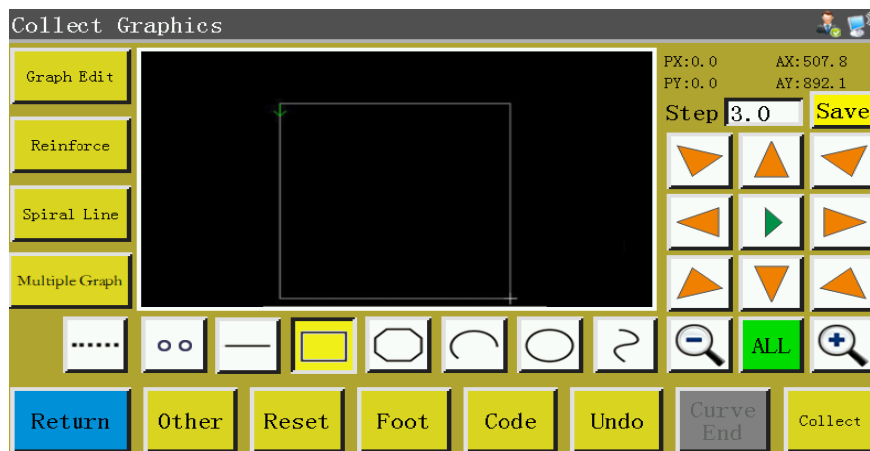 Collect Graphics
Graph Edit
PX:0.0 AX:507.8
PY:0.0 AY:892.1
Step 3.0 Save
Reinforce
Spiral Line
Multiple Graph
ALL
Return Other Reset Foot Code Undo Curve End Collect